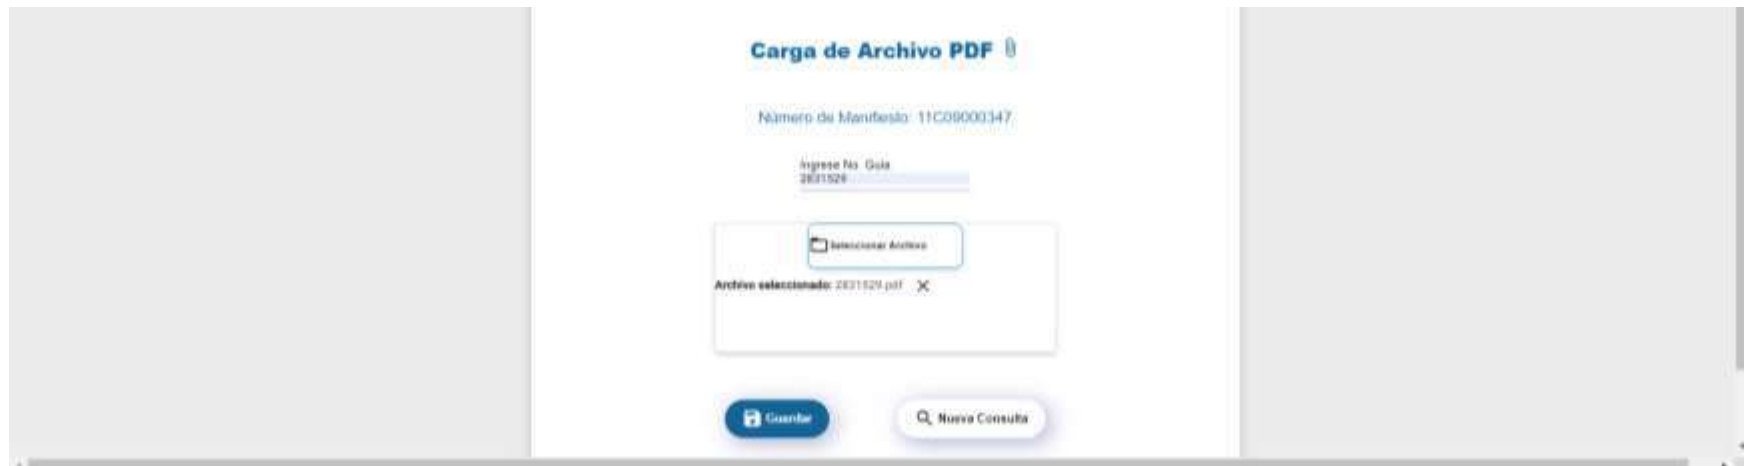 Carga de Archivo PDF
Número de Manifiesto: 11C09000347
Ingrese No. Guia
2831529
Seleccionar Archivo
Archivo seleccionado: 2831529.pdf
Guardar
Nueva Consulta